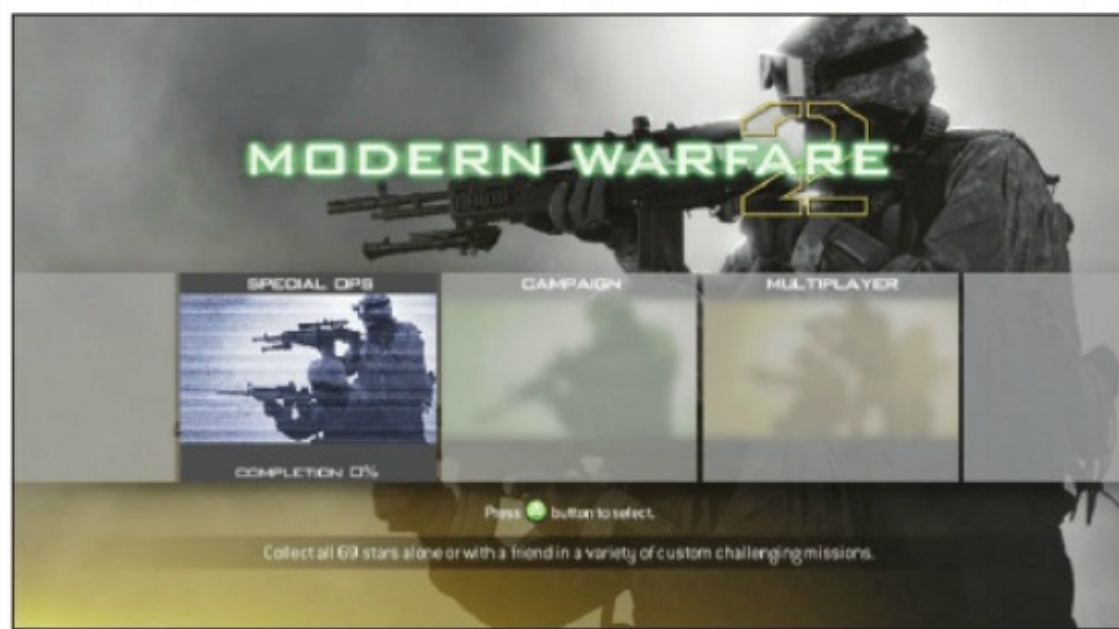 MODERN WARFARE
2
SPECIAL OPS
CAMPAIGN
MULTIPLAYER
COMPLETION 0%
Press A button to select.
Collect all 69 stars alone or with a friend in a variety of custom challenging missions.